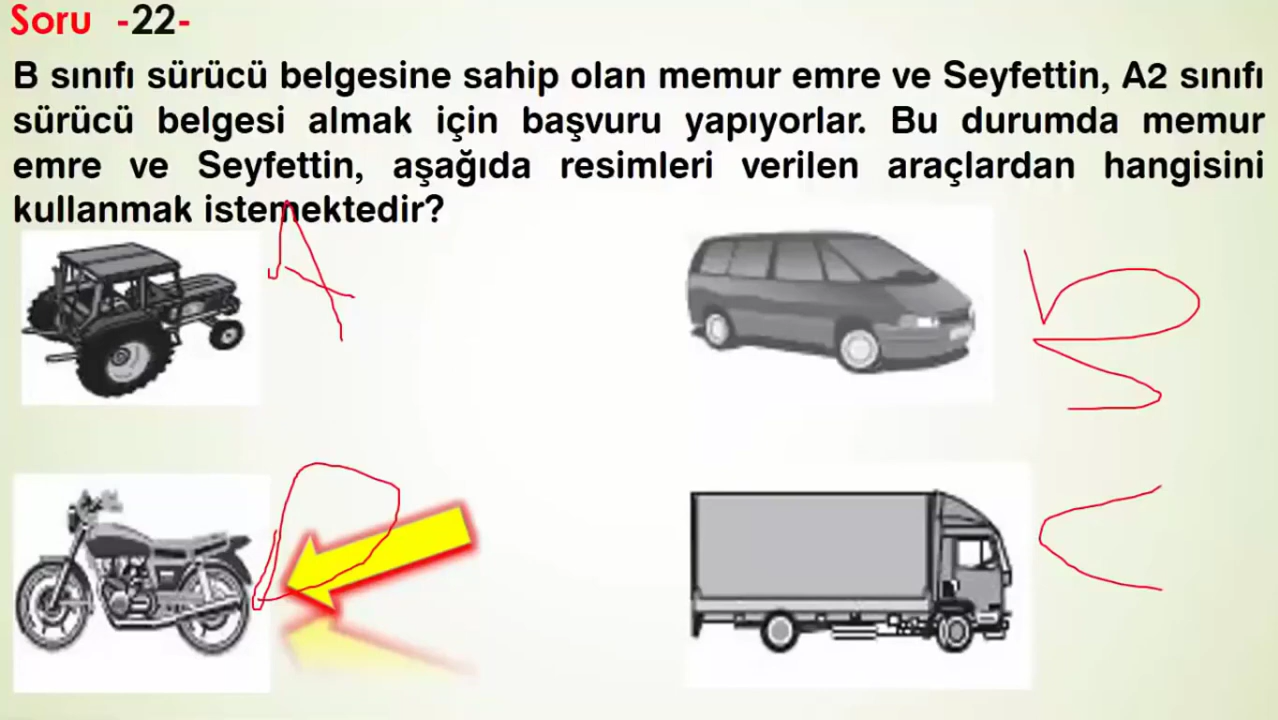 Soru -22-
B sınıfı sürücü belgesine sahip olan memur emre ve Seyfettin, A2 sınıfı
sürücü belgesi almak için başvuru yapıyorlar. Bu durumda memur
emre ve Seyfettin, aşağıda resimleri verilen araçlardan hangisini
kullanmak istemektedir?
A
B
D
C